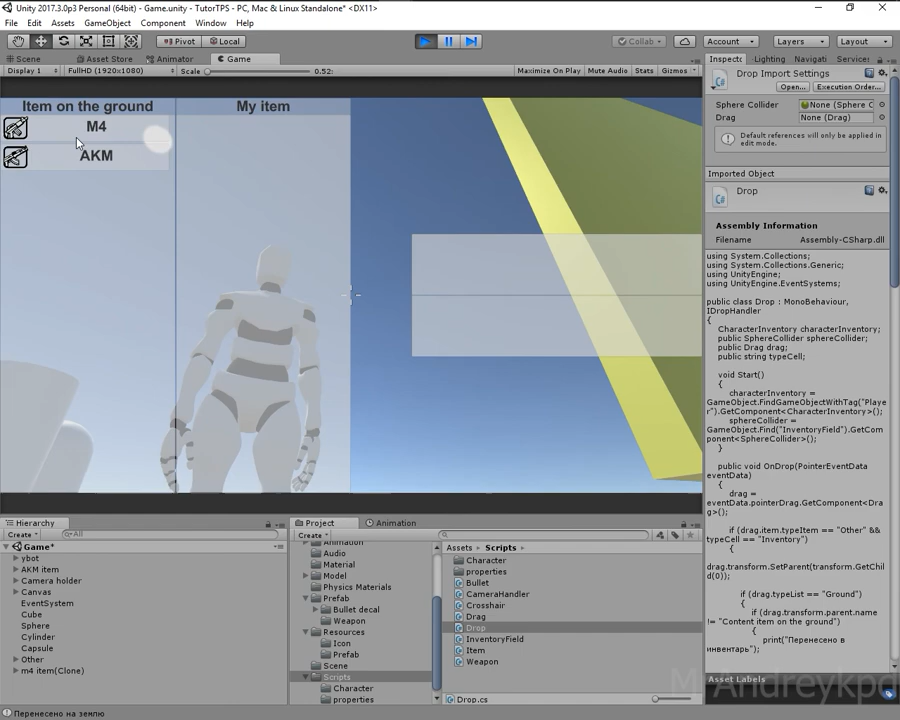 Unity 2017.3.0p3 Personal (64bit) - Game.unity - TutorTPS - PC, Mac & Linux Standalone* <DX11>
File Edit Assets GameObject Component Window Help
Pivot Local Collab Account Layers Layout
Scene Asset Store Animator Game
Display 1 FullHD (1920x1080) Scale 0.52: Maximize On Play Mute Audio Stats Gizmos
Item on the ground My item
M4
AKM
Inspecto Lighting Navigati Services
Drop Import Settings
Open... Execution Order...
Sphere Collider None (Sphere C
Drag None (Drag)
Default references will only be applied in
edit mode.
Imported Object
Drop
Assembly Information
Filename Assembly-CSharp.dll
using System.Collections;
using System.Collections.Generic;
using UnityEngine;
using UnityEngine.EventSystems;
public class Drop : MonoBehaviour,
IDropHandler
{
CharacterInventory characterInventory;
public SphereCollider sphereCollider;
public Drag drag;
public string typeCell;
void Start()
{
characterInventory =
GameObject.FindGameObjectWithTag("Playe
r").GetComponent<CharacterInventory>();
sphereCollider =
GameObject.Find("InventoryField").GetCom
ponent<SphereCollider>();
}
public void OnDrop(PointerEventData
eventData)
{
drag =
eventData.pointerDrag.GetComponent<Dra
g>();
if (drag.item.typeItem == "Other" &&
typeCell == "Inventory")
{
drag.transform.SetParent(transform.GetChi
ld(0));
if (drag.typeList == "Ground")
{
if (drag.transform.parent.name
!= "Content item on the ground")
{
print("Перенесено в
инвентарь");
Asset Labels
Hierarchy
Create All
Game*
ybot
AKM item
Camera holder
Canvas
EventSystem
Cube
Sphere
Cylinder
Capsule
Other
m4 item(Clone)
Project Animation
Create
Animation
Audio
Material
Model
Physics Materials
Prefab
Bullet decal
Weapon
Resources
Icon
Prefab
Scene
Scripts
Character
properties
Assets Scripts
Character
properties
Bullet
CameraHandler
Crosshair
Drag
Drop
InventoryField
Item
Weapon
Drop.cs
Перенесено на землю